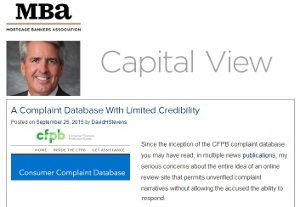 MBA
MORTGAGE BANKERS ASSOCIATION
Capital View
A Complaint Database With Limited Credibility
Posted on September 25, 2015 by DavidHStevens
cfpb Consumer Financial
Protection Bureau
HOME INSIDE THE CFPB GET ASSISTANCE
Consumer Complaint Database
Since the inception of the CFPB complaint database
you may have read, in multiple news publications, my
serious concerns about the entire idea of an online
review site that permits unverified complaint
narratives without allowing the accused the ability to
respond.